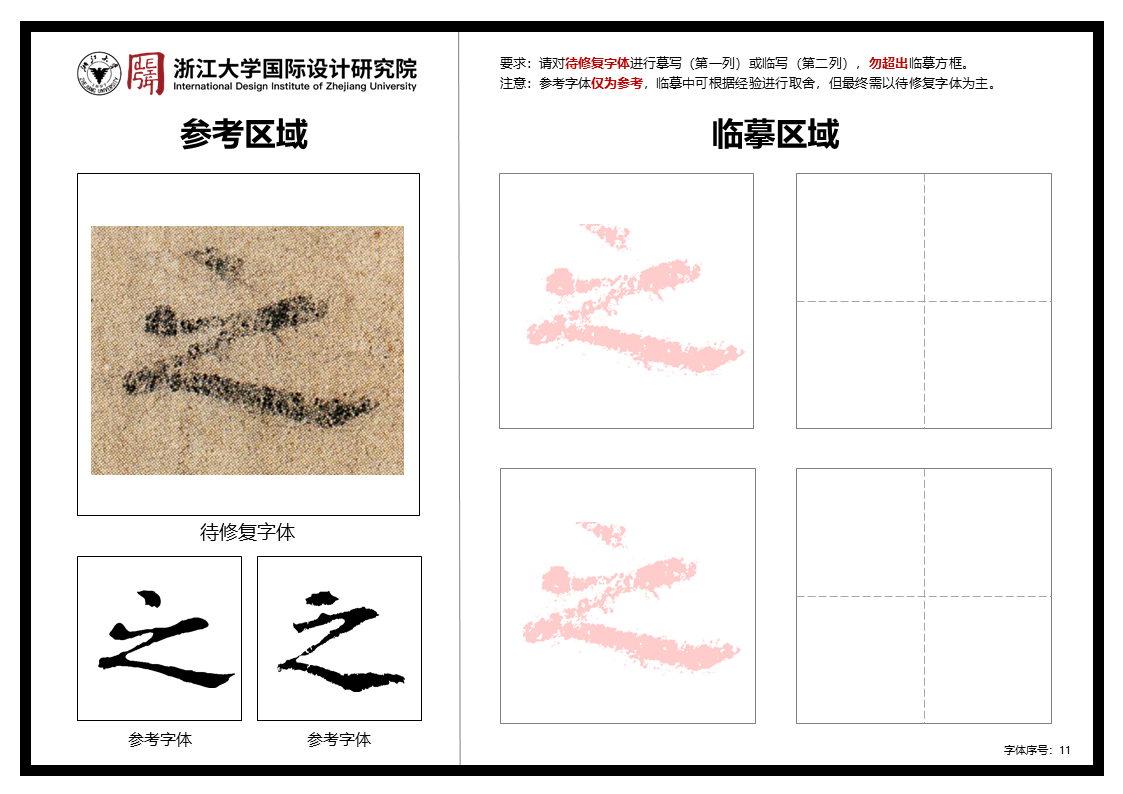 浙江大学国际设计研究院
International Design Institute of Zhejiang University
参考区域
之
待修复字体
之
之
参考字体
参考字体
要求：请对待修复字体进行摹写（第一列）或临写（第二列），勿超出临摹方框。
注意：参考字体仅为参考，临摹中可根据经验进行取舍，但最终需以待修复字体为主。
临摹区域
之
之
字体序号：11